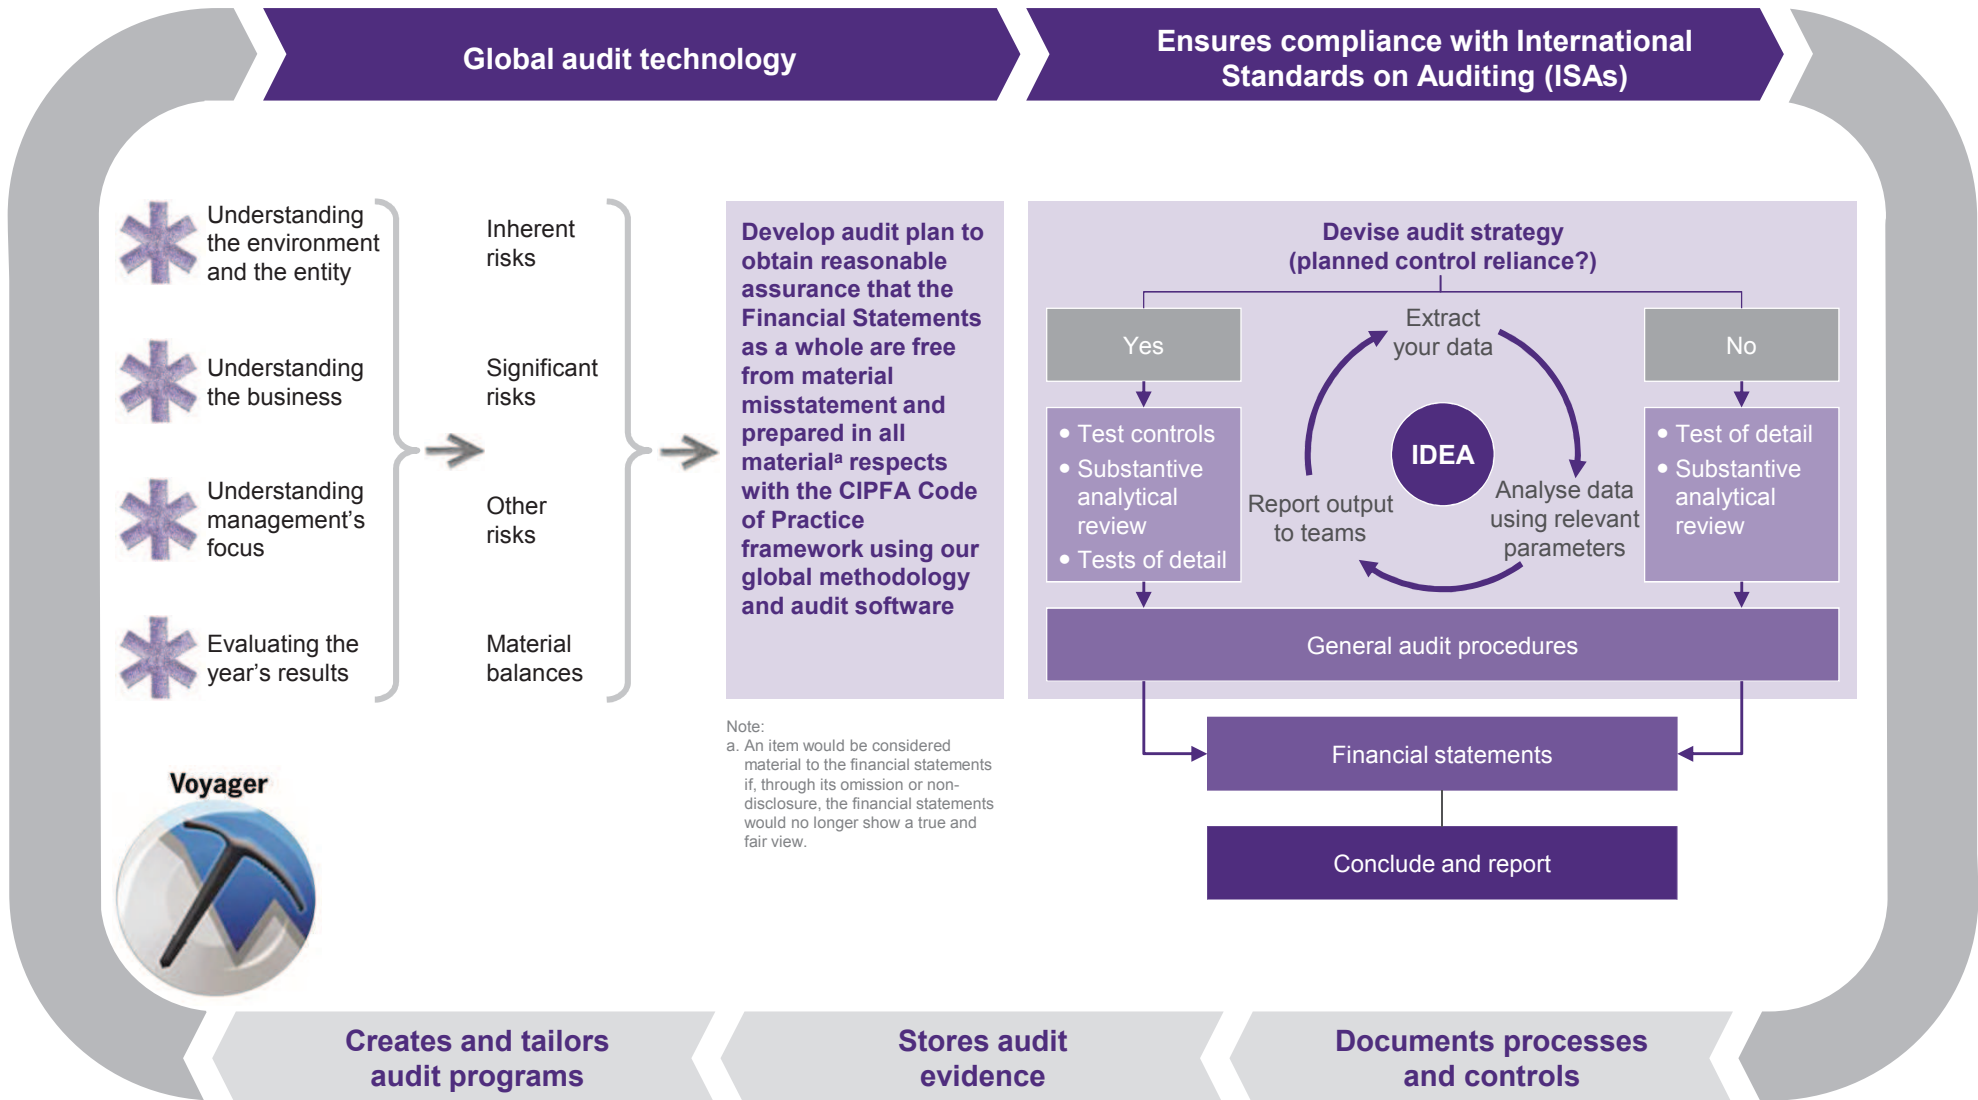 Global audit technology
Ensures compliance with International
Standards on Auditing (ISAs)
Understanding
the environment
and the entity
Understanding
the business
Understanding
management’s
focus
Evaluating the
year’s results
Inherent
risks
Significant
risks
Other
risks
Material
balances
Develop audit plan to
obtain reasonable
assurance that the
Financial Statements
as a whole are free
from material
misstatement and
prepared in all
materialᵃ respects
with the CIPFA Code
of Practice
framework using our
global methodology
and audit software
Note:
a. An item would be considered
material to the financial statements
if, through its omission or non-
disclosure, the financial statements
would no longer show a true and
fair view.
Devise audit strategy
(planned control reliance?)
Yes
• Test controls
• Substantive
analytical
review
• Tests of detail
Extract
your data
IDEA
Analyse data
using relevant
parameters
Report output
to teams
No
• Test of detail
• Substantive
analytical
review
General audit procedures
Financial statements
Conclude and report
Voyager
Creates and tailors
audit programs
Stores audit
evidence
Documents processes
and controls